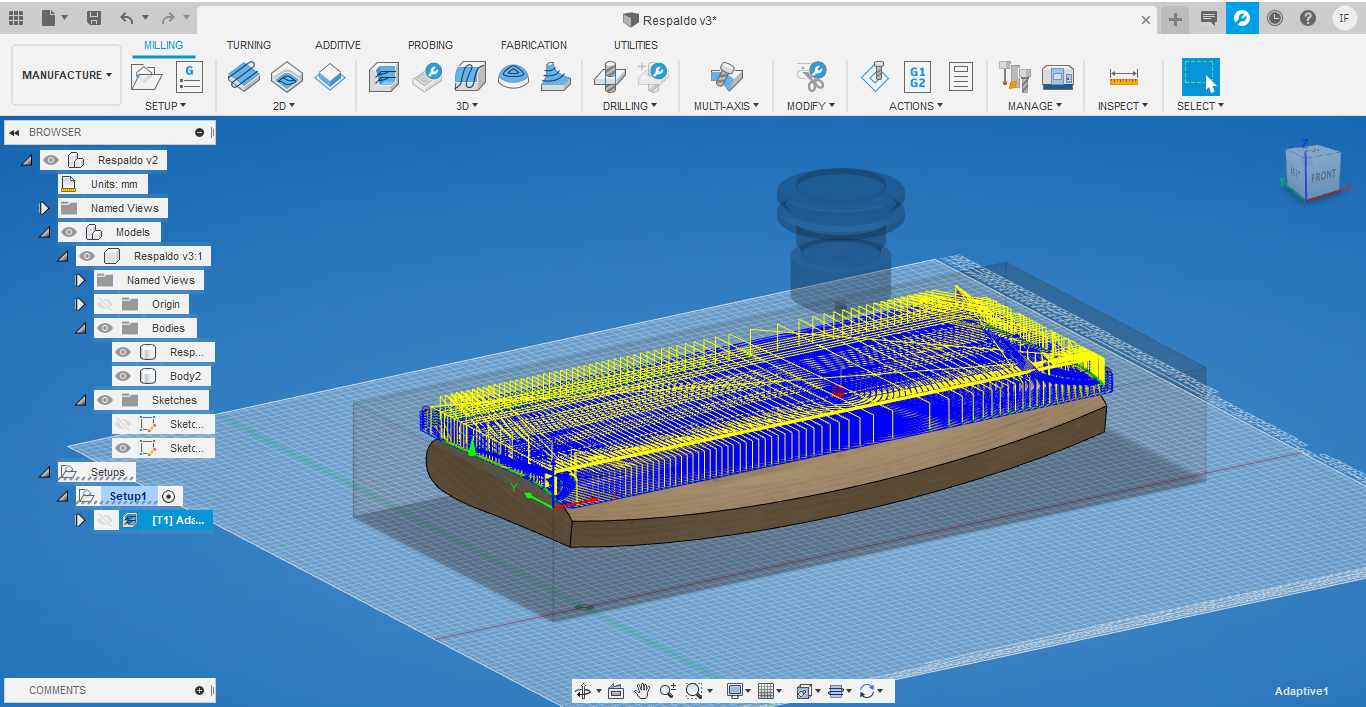 Respaldo v3*
IF
MANUFACTURE
MILLING
TURNING
ADDITIVE
PROBING
FABRICATION
UTILITIES
G
G1
G2
SETUP
2D
3D
DRILLING
MULTI-AXIS
MODIFY
ACTIONS
MANAGE
INSPECT
SELECT
BROWSER
Respaldo v2
Units: mm
Named Views
Models
Respaldo v3:1
Named Views
Origin
Bodies
Resp...
Body2
Sketches
Sketc...
Sketc...
Setups
Setup1
[T1] Ada...
Z
FRONT
Y
X
Y
COMMENTS
Adaptive1